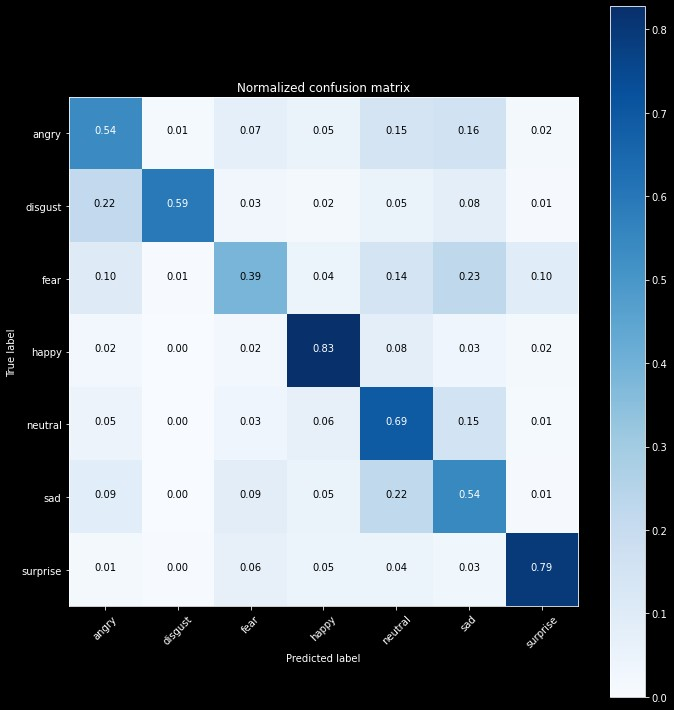 Normalized confusion matrix
angry 0.54 0.01 0.07 0.05 0.15 0.16 0.02
disgust 0.22 0.59 0.03 0.02 0.05 0.08 0.01
fear 0.10 0.01 0.39 0.04 0.14 0.23 0.10
happy 0.02 0.00 0.02 0.83 0.08 0.03 0.02
neutral 0.05 0.00 0.03 0.06 0.69 0.15 0.01
sad 0.09 0.00 0.09 0.05 0.22 0.54 0.01
surprise 0.01 0.00 0.06 0.05 0.04 0.03 0.79
angry disgust fear happy neutral sad surprise
Predicted label
True label
0.8
0.7
0.6
0.5
0.4
0.3
0.2
0.1
0.0